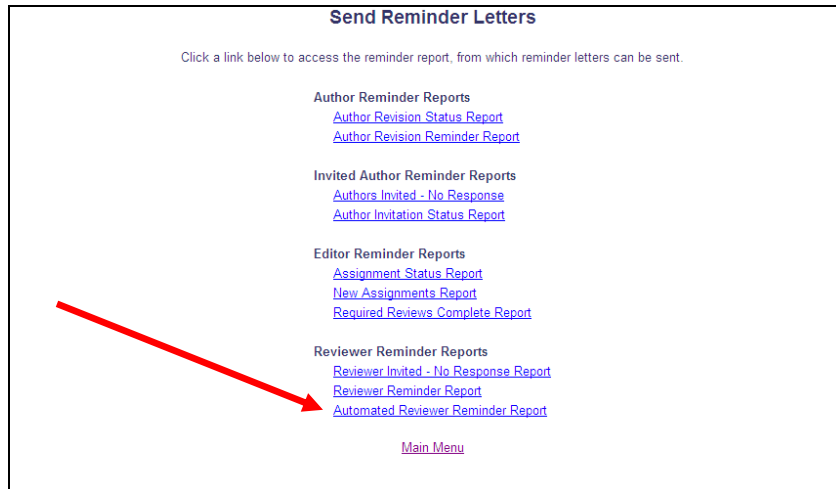 Send Reminder Letters
Click a link below to access the reminder report, from which reminder letters can be sent.
Author Reminder Reports
Author Revision Status Report
Author Revision Reminder Report
Invited Author Reminder Reports
Authors Invited - No Response
Author Invitation Status Report
Editor Reminder Reports
Assignment Status Report
New Assignments Report
Required Reviews Complete Report
Reviewer Reminder Reports
Reviewer Invited - No Response Report
Reviewer Reminder Report
Automated Reviewer Reminder Report
Main Menu